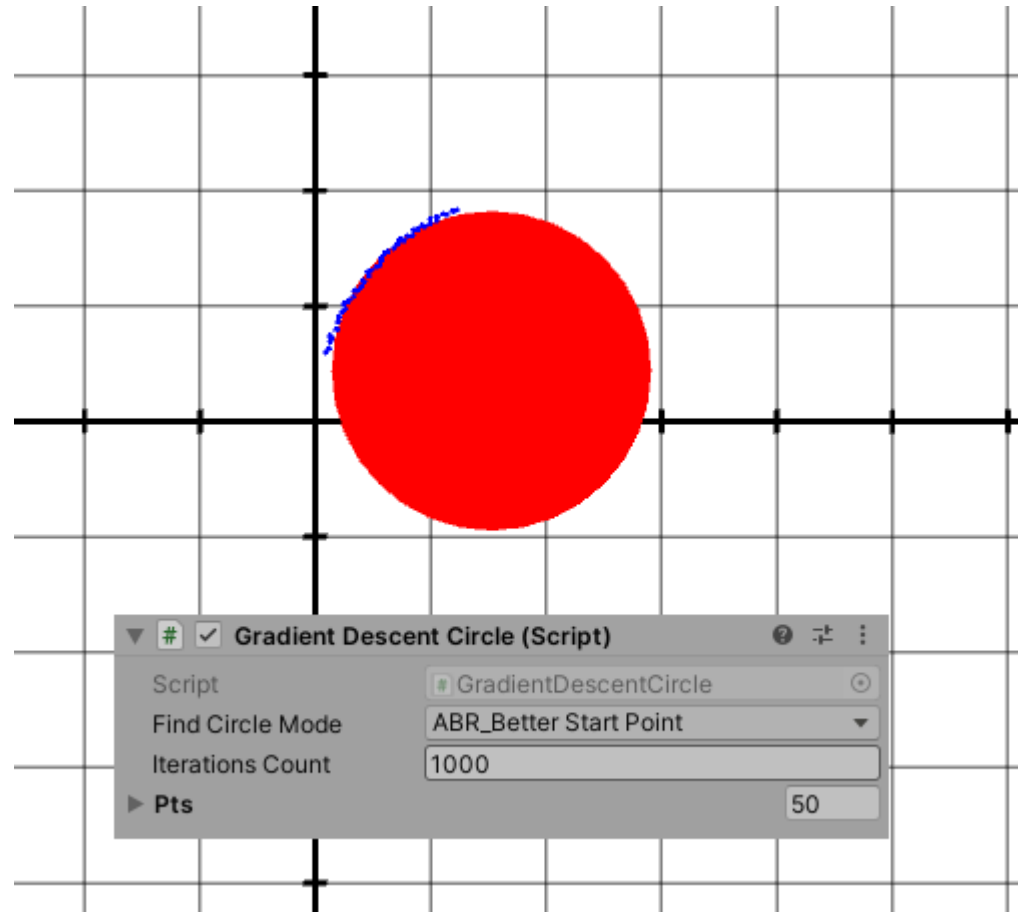 Gradient Descent Circle (Script)
Script GradientDescentCircle
Find Circle Mode ABR_Better Start Point
Iterations Count 1000
Pts 50